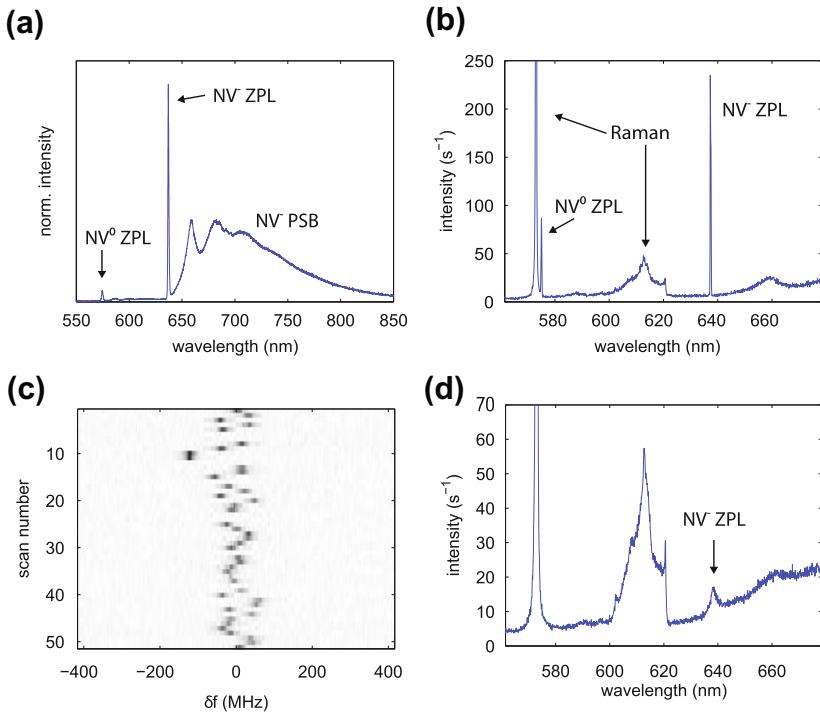 (a)
norm. intensity
NV⁻ ZPL
NV⁰ ZPL
NV⁻ PSB
550 600 650 700 750 800 850
wavelength (nm)
(b)
intensity (s⁻¹)
250
200
150
100
50
0
Raman
NV⁻ ZPL
NV⁰ ZPL
580 600 620 640 660
wavelength (nm)
(c)
scan number
10
20
30
40
50
−400 −200 0 200 400
δf (MHz)
(d)
intensity (s⁻¹)
70
60
50
40
30
20
10
0
NV⁻ ZPL
580 600 620 640 660
wavelength (nm)